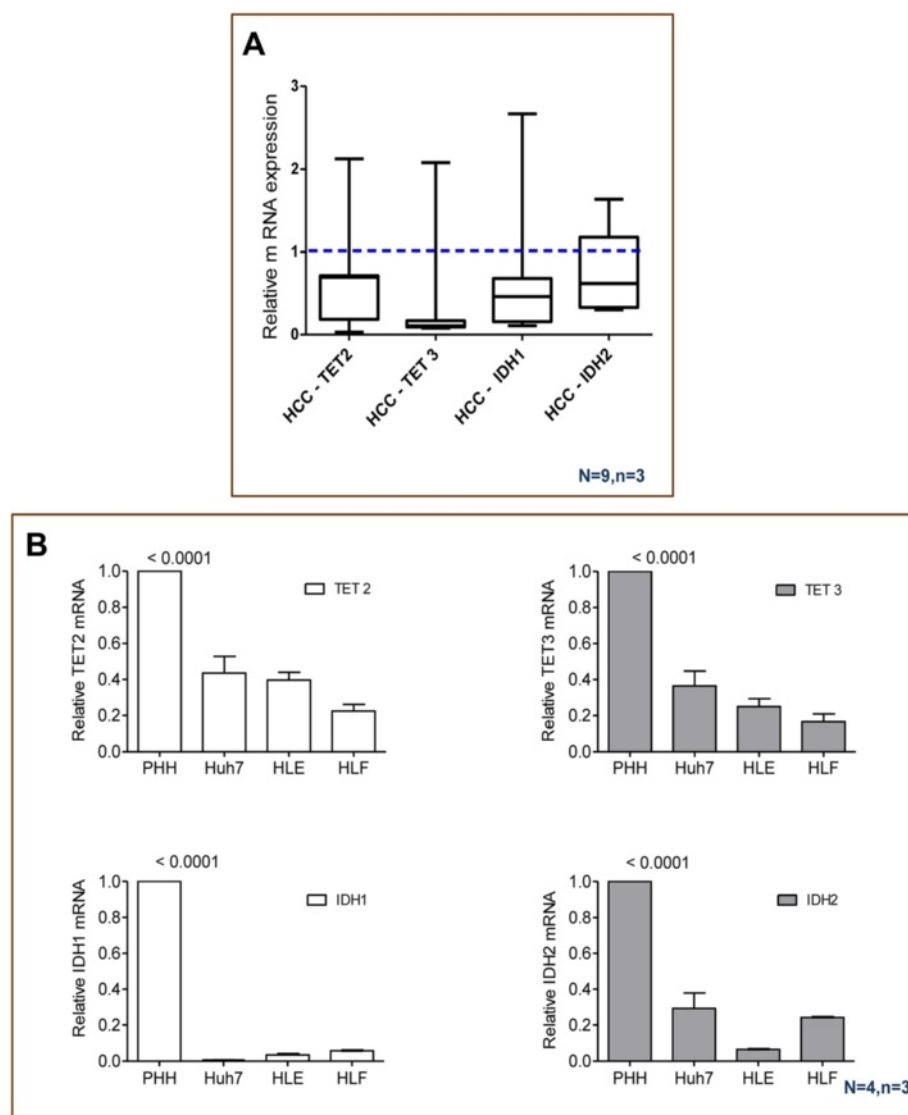 A
Relative m RNA expression
3
2
1
0
HCC - TET2
HCC - TET 3
HCC - IDH1
HCC - IDH2
N=9,n=3
B
< 0.0001
Relative TET2 mRNA
1.0
0.8
0.6
0.4
0.2
0.0
TET 2
PHH Huh7 HLE HLF
< 0.0001
Relative TET3 mRNA
1.0
0.8
0.6
0.4
0.2
0.0
TET 3
PHH Huh7 HLE HLF
< 0.0001
Relative IDH1 mRNA
1.0
0.8
0.6
0.4
0.2
0.0
IDH1
PHH Huh7 HLE HLF
< 0.0001
Relative IDH2 mRNA
1.0
0.8
0.6
0.4
0.2
0.0
IDH2
PHH Huh7 HLE HLF
N=4,n=3